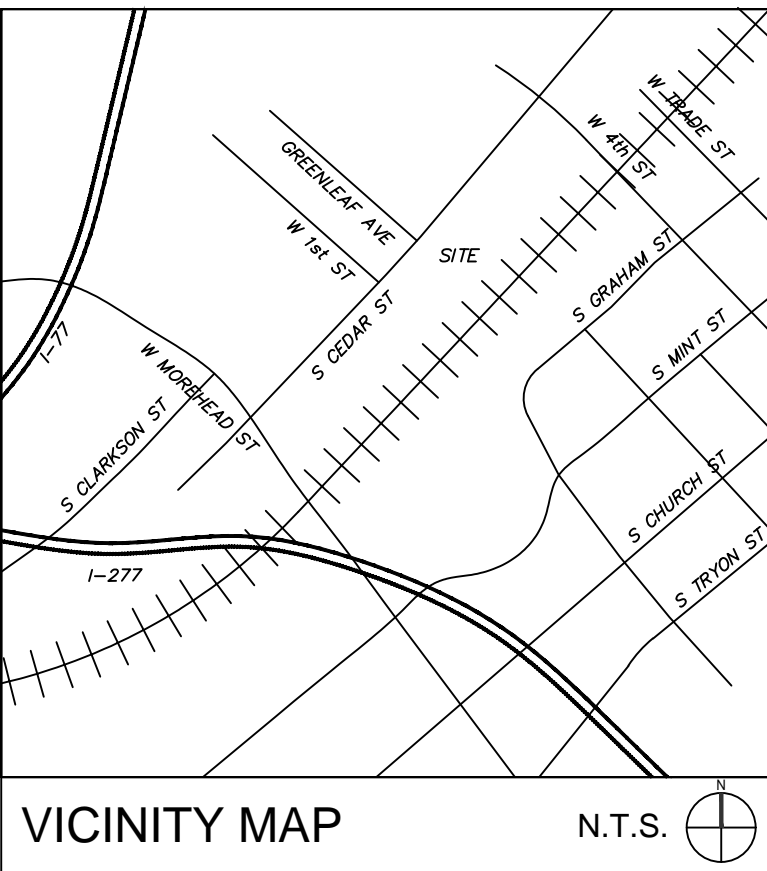 W TRADE ST
W 4th ST
GREENLEAF AVE
W 1st ST
SITE
S GRAHAM ST
S CEDAR ST
I-77
S MINT ST
W MOREHEAD ST
S CLARKSON ST
S CHURCH ST
S TRYON ST
I-277
N
VICINITY MAP
N.T.S.